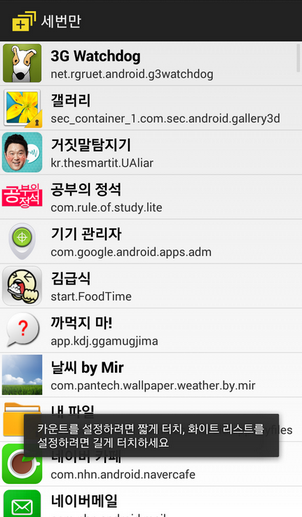 세번만
3G Watchdog
net.rgruet.android.g3watchdog
갤러리
sec_container_1.com.sec.android.gallery3d
거짓말탐지기
kr.thesmartit.UAliar
공부의
정석
공부의 정석
com.rule.of.study.lite
기기 관리자
com.google.android.apps.adm
김급식
start.FoodTime
까먹지 마!
app.kdj.ggamugjima
날씨 by Mir
com.pantech.wallpaper.weather.by.mir
내 파일
카운트를 설정하려면 짧게 터치, 화이트 리스트를
설정하려면 길게 터치하세요
yfiles
네이버 카페
com.nhn.android.navercafe
네이버메일